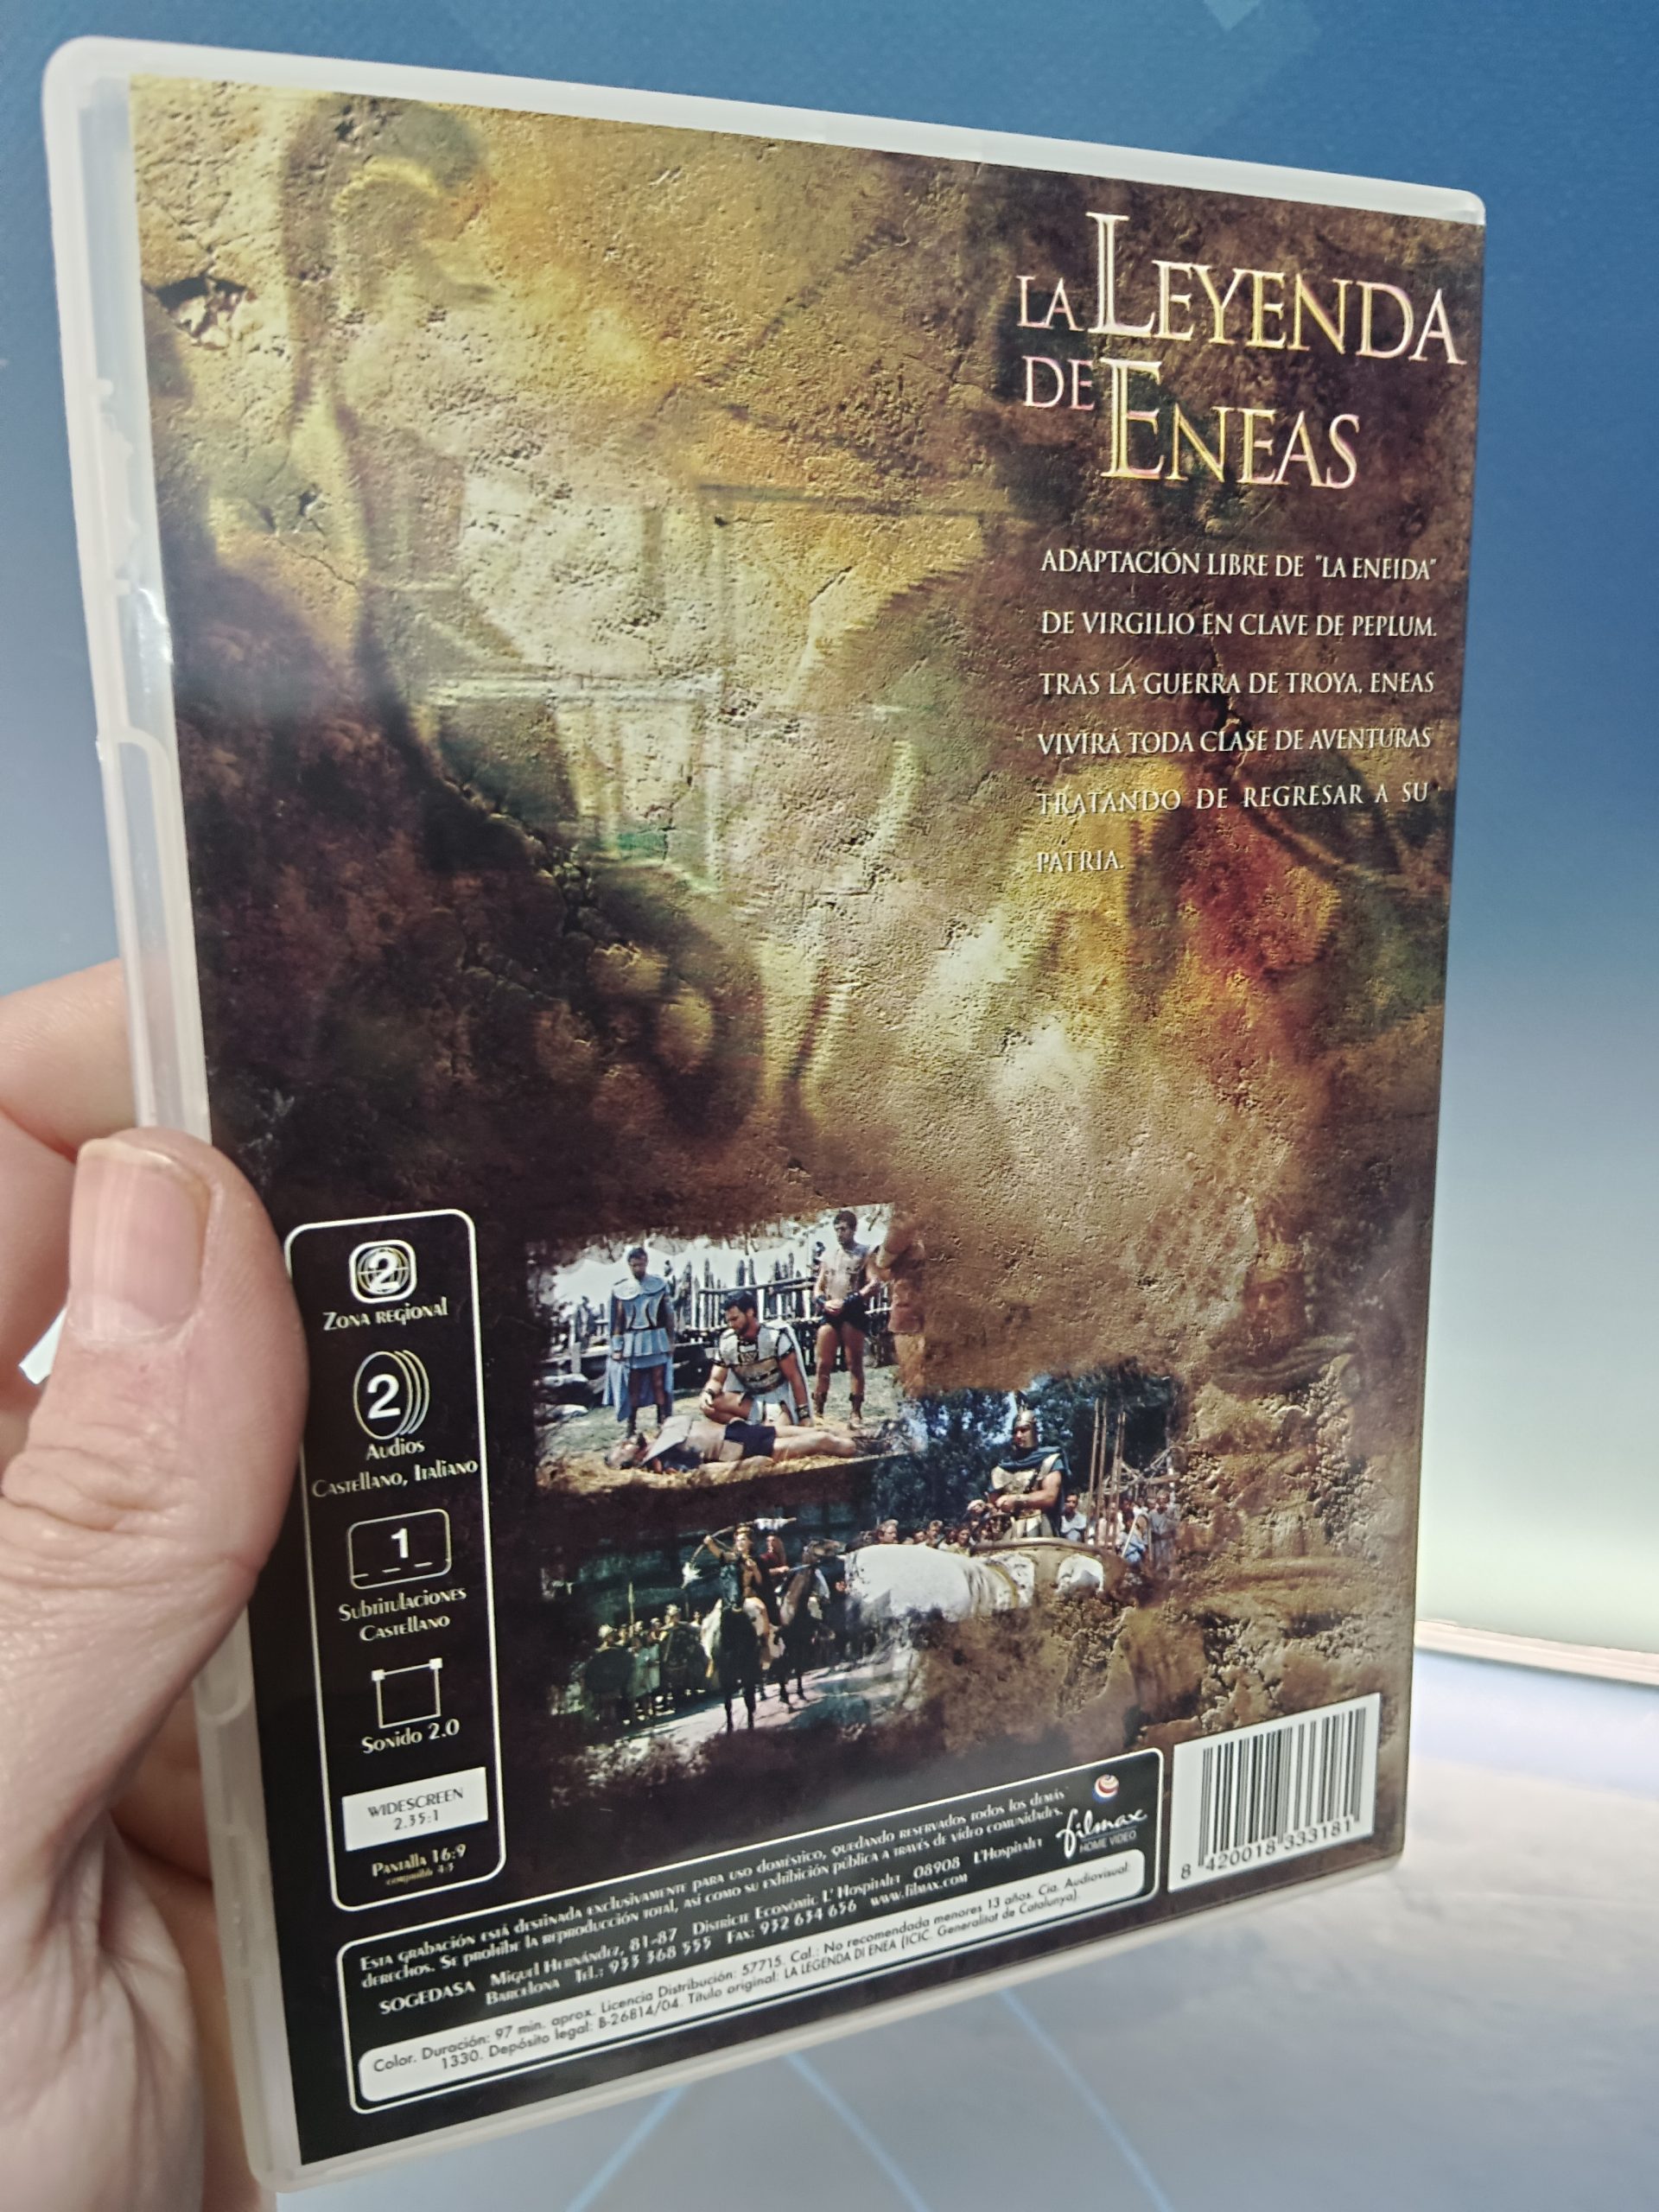 LA LEYENDA
DE ENEAS
ADAPTACIÓN LIBRE DE "LA ENEIDA"
DE VIRGILIO EN CLAVE DE PEPLUM.
TRAS LA GUERRA DE TROYA, ENEAS
VIVIRÁ TODA CLASE DE AVENTURAS
TRATANDO DE REGRESAR A SU
PATRIA.
2
Zona regional
2
Audios
Castellano, Italiano
1
Subtitulaciones
Castellano
Sonido 2.0
WIDESCREEN
2.35:1
Pantalla 16:9
compatible 4:3
Esta grabación está destinada exclusivamente para uso doméstico, quedando reservados todos los demás
derechos. Se prohíbe la reproducción total, así como su exhibición pública a través de vídeo comunidades.
SOGEDASA Miguel Hernández, 81-87 Districte Econòmic L'Hospitalet 08908 L'Hospitalet
Barcelona Tel.: 933 368 555 Fax: 932 634 656 www.filmax.com
filmax
HOME VIDEO
Color. Duración: 97 min. aprox. Licencia Distribución: 57715. Cal.: No recomendada menores 13 años. Cía. Audiovisual:
1330. Depósito legal: B-26814/04. Título original: LA LEGENDA DI ENEA (ICIC. Generalitat de Catalunya).
8 420018 333181